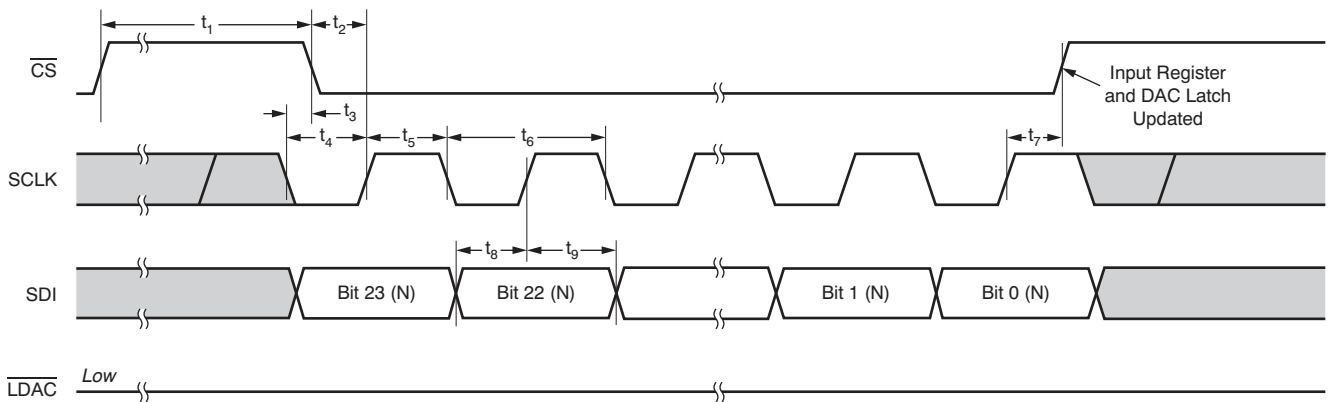 t1
t2
CS
Input Register
and DAC Latch
Updated
t3
t4
t5
t6
t7
SCLK
t8
t9
SDI
Bit 23 (N)
Bit 22 (N)
Bit 1 (N)
Bit 0 (N)
LDAC
Low